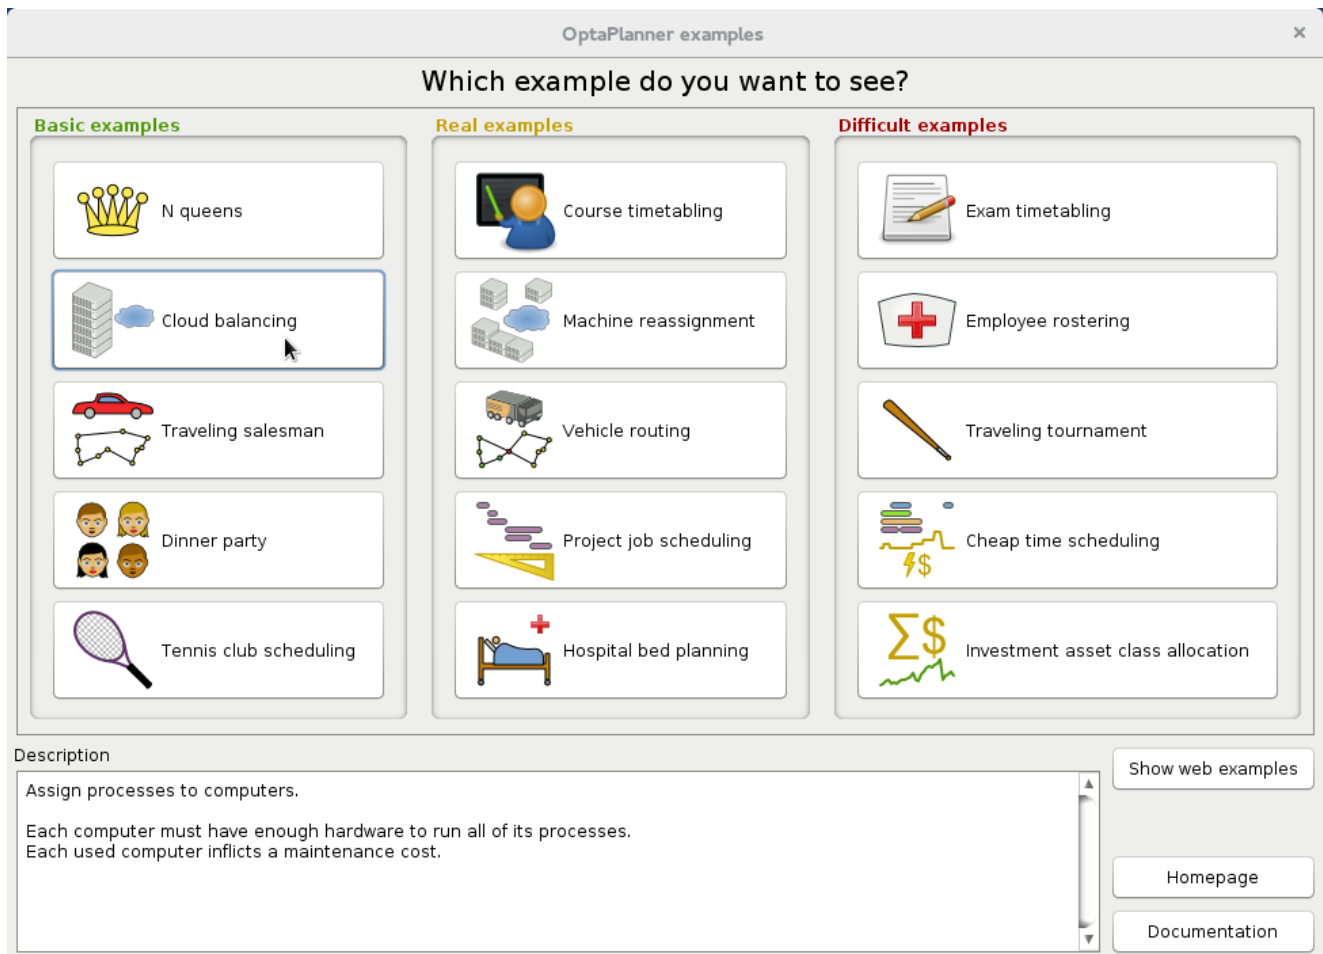 OptaPlanner examples
Which example do you want to see?
Basic examples
N queens
Cloud balancing
Traveling salesman
Dinner party
Tennis club scheduling
Real examples
Course timetabling
Machine reassignment
Vehicle routing
Project job scheduling
Hospital bed planning
Difficult examples
Exam timetabling
Employee rostering
Traveling tournament
Cheap time scheduling
Investment asset class allocation
Description
Assign processes to computers.
Each computer must have enough hardware to run all of its processes.
Each used computer inflicts a maintenance cost.
Show web examples
Homepage
Documentation